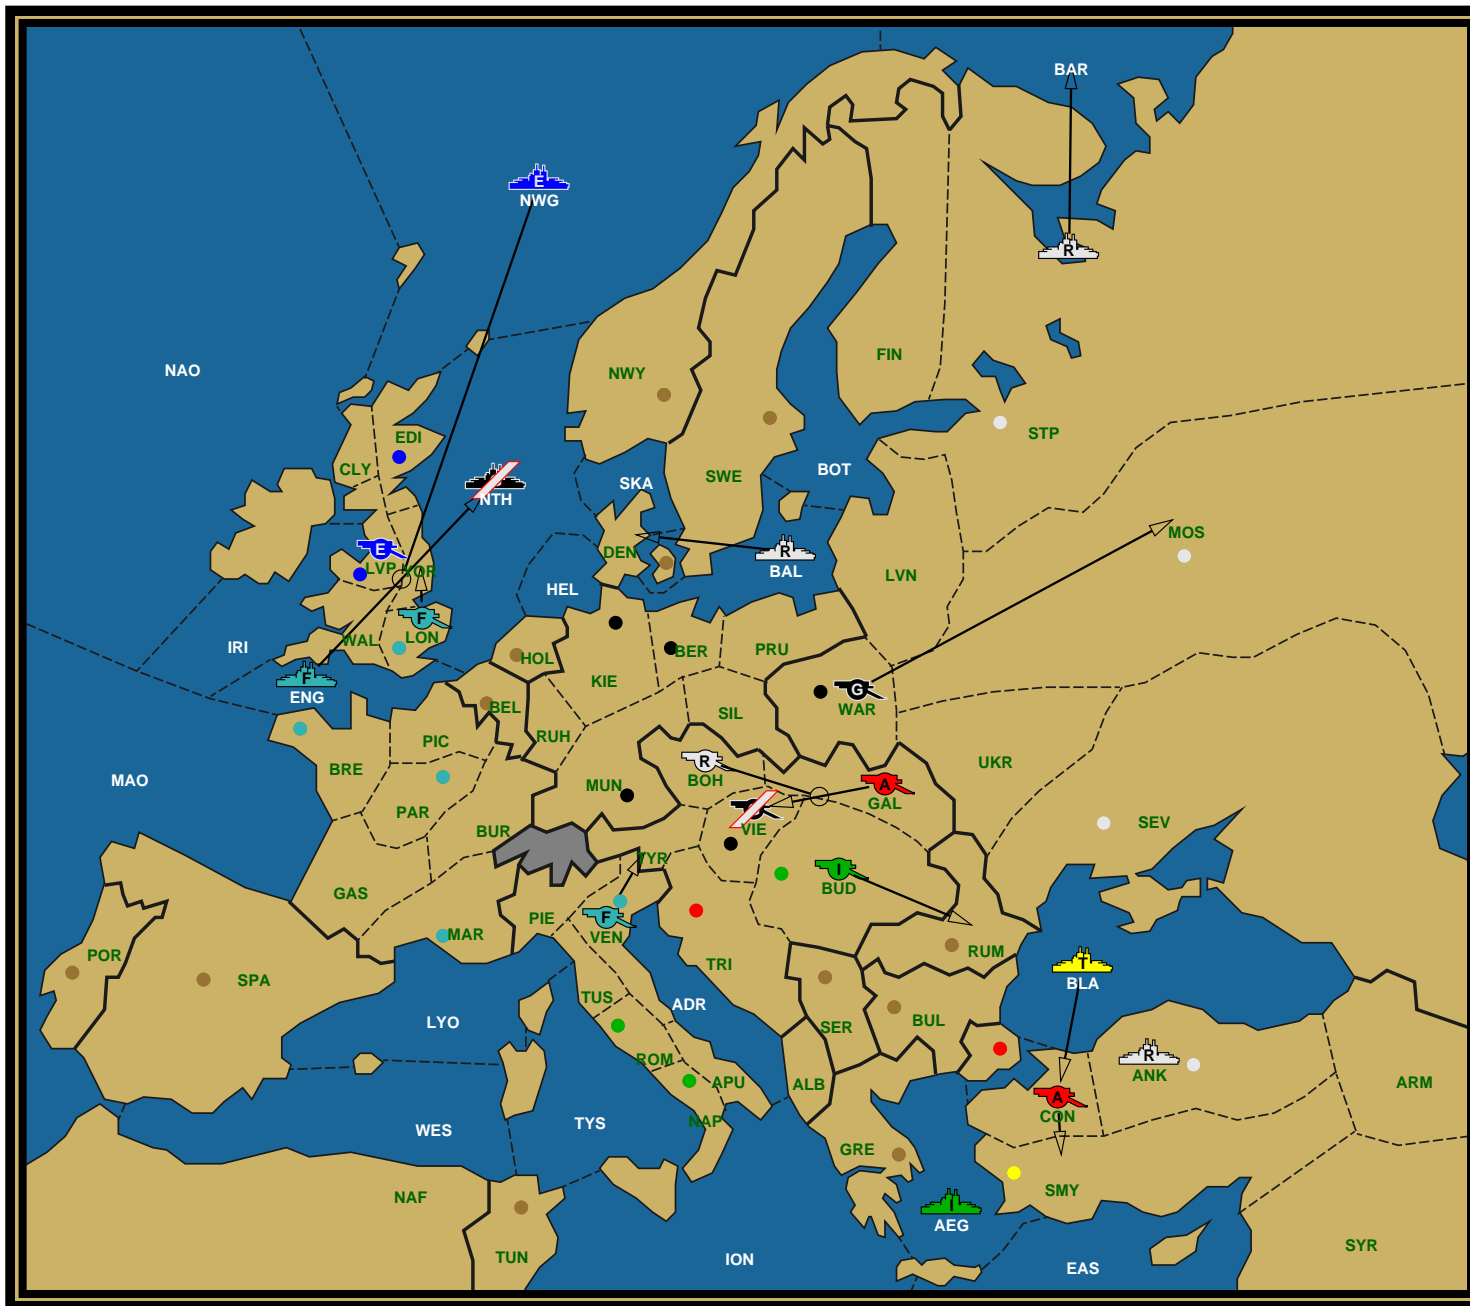 BAR
E
NWG
R
NAO
FIN
NWY
EDI
STP
CLY
SWE
BOT
SKA
NTH
MOS
E
DEN
R
BAL
LVP
YOR
LVN
HEL
F
LON
WAL
IRI
HOL
PRU
BER
F
ENG
KIE
G
WAR
BEL
SIL
RUH
PIC
R
BOH
UKR
BRE
MAO
MUN
A
GAL
PAR
VIE
SEV
BUR
TYR
I
BUD
GAS
PIE
F
VEN
MAR
RUM
POR
T
BLA
SPA
TRI
TUS
ADR
LYO
BUL
SER
ROM
R
ANK
APU
ALB
ARM
A
CON
NAP
TYS
WES
GRE
SMY
NAF
I
AEG
SYR
TUN
ION
EAS